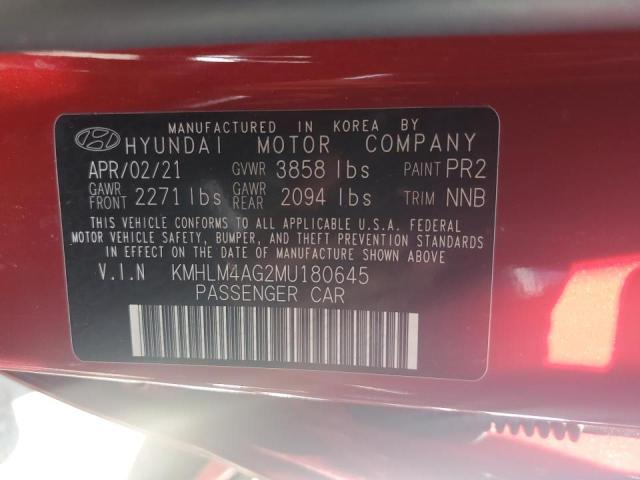 MANUFACTURED IN KOREA BY
HYUNDAI MOTOR COMPANY
APR/02/21 GVWR 3858 lbs PAINT PR2
GAWR FRONT 2271 lbs GAWR REAR 2094 lbs TRIM NNB
THIS VEHICLE CONFORMS TO ALL APPLICABLE U.S.A. FEDERAL
MOTOR VEHICLE SAFETY, BUMPER, AND THEFT PREVENTION STANDARDS
IN EFFECT ON THE DATE OF MANUFACTURE SHOWN ABOVE.
V.I.N KMHLM4AG2MU180645
PASSENGER CAR